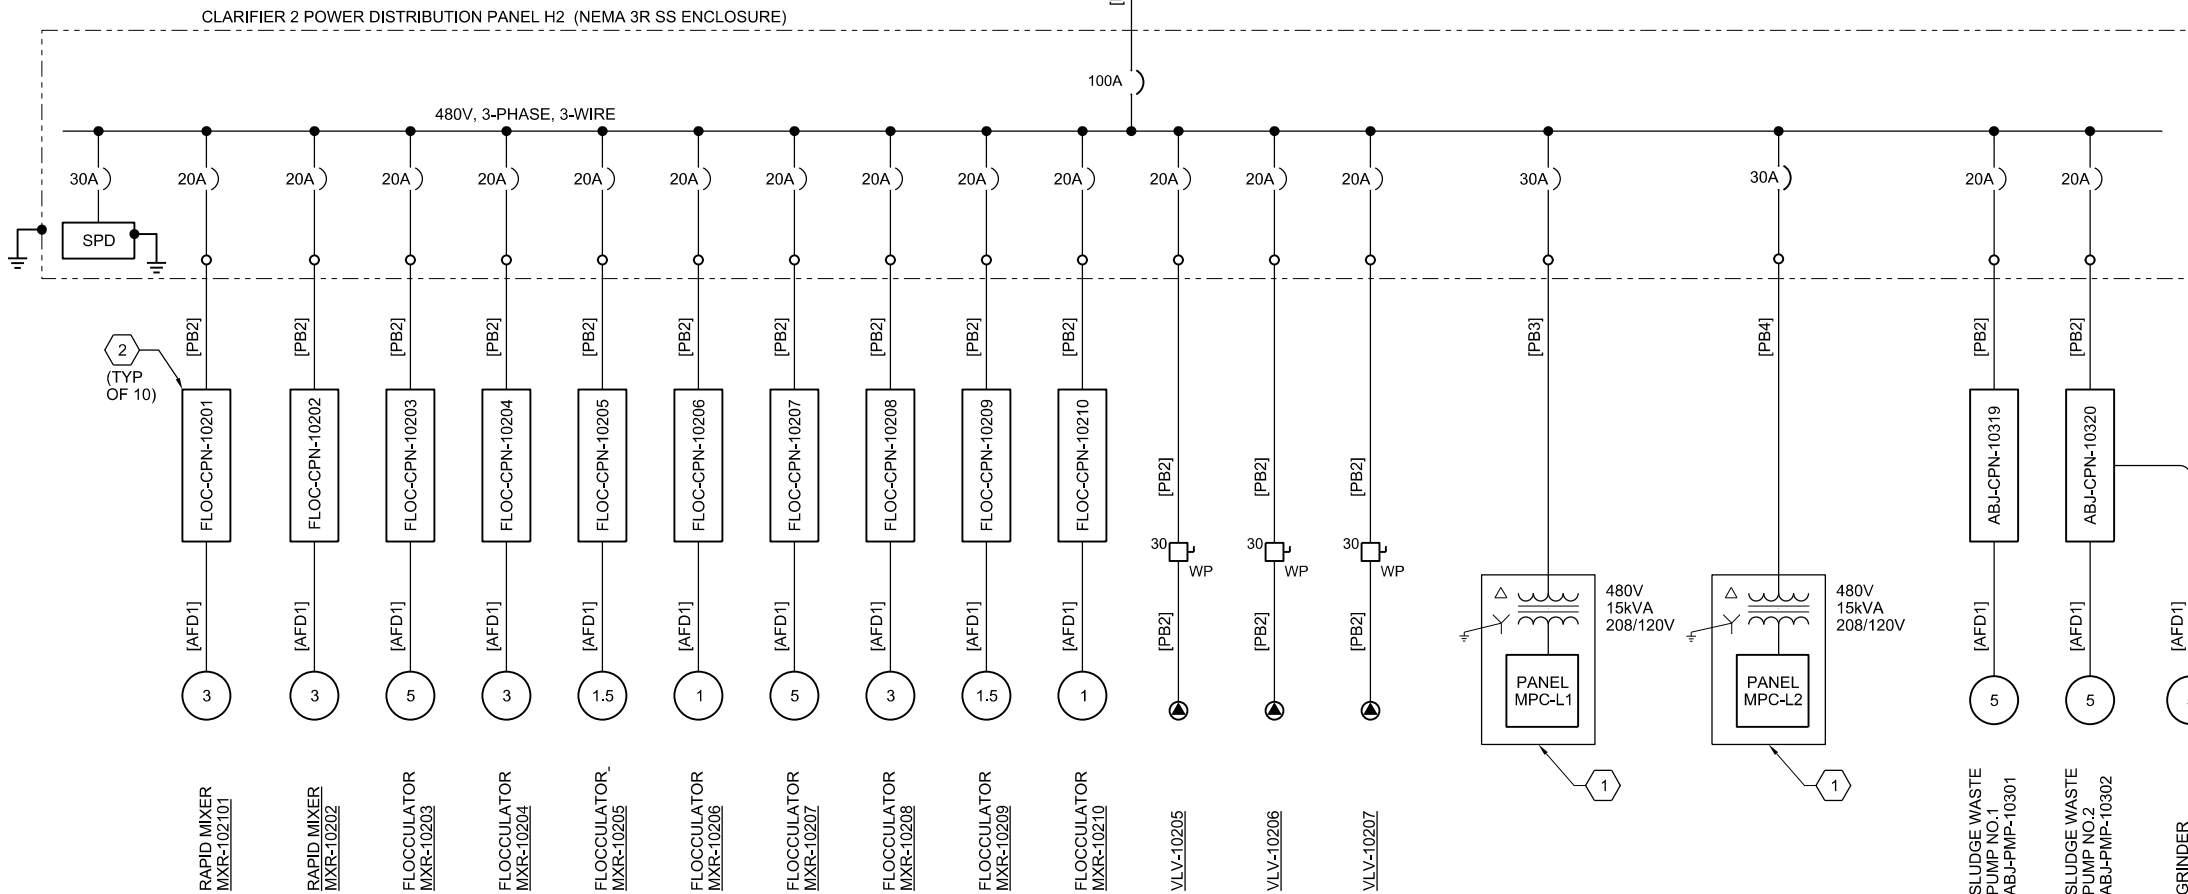 CLARIFIER 2 POWER DISTRIBUTION PANEL H2 (NEMA 3R SS ENCLOSURE)
100A
480V, 3-PHASE, 3-WIRE
30A
20A
20A
20A
20A
20A
20A
20A
20A
20A
20A
20A
20A
20A
30A
30A
20A
20A
SPD
2
(TYP
OF 10)
[PB2]
[PB2]
[PB2]
[PB2]
[PB2]
[PB2]
[PB2]
[PB2]
[PB2]
[PB2]
[PB3]
[PB4]
[PB2]
[PB2]
FLOC-CPN-10201
FLOC-CPN-10202
FLOC-CPN-10203
FLOC-CPN-10204
FLOC-CPN-10205
FLOC-CPN-10206
FLOC-CPN-10207
FLOC-CPN-10208
FLOC-CPN-10209
FLOC-CPN-10210
[PB2]
[PB2]
[PB2]
ABJ-CPN-10319
ABJ-CPN-10320
30
WP
30
WP
30
WP
[AFD1]
[AFD1]
[AFD1]
[AFD1]
[AFD1]
[AFD1]
[AFD1]
[AFD1]
[AFD1]
[AFD1]
[PB2]
[PB2]
[PB2]
480V
15kVA
208/120V
480V
15kVA
208/120V
[AFD1]
[AFD1]
[AFD1]
3
3
5
3
1.5
1
5
3
1.5
1
PANEL
MPC-L1
PANEL
MPC-L2
5
5
1
1
RAPID MIXER
MXR-102101
RAPID MIXER
MXR-10202
FLOCCULATOR
MXR-10203
FLOCCULATOR
MXR-10204
FLOCCULATOR
MXR-10205
FLOCCULATOR
MXR-10206
FLOCCULATOR
MXR-10207
FLOCCULATOR
MXR-10208
FLOCCULATOR
MXR-10209
FLOCCULATOR
MXR-10210
VLV-10205
VLV-10206
VLV-10207
SLUDGE WASTE
PUMP NO.1
ABJ-PMP-10301
SLUDGE WASTE
PUMP NO.2
ABJ-PMP-10302
GRINDER